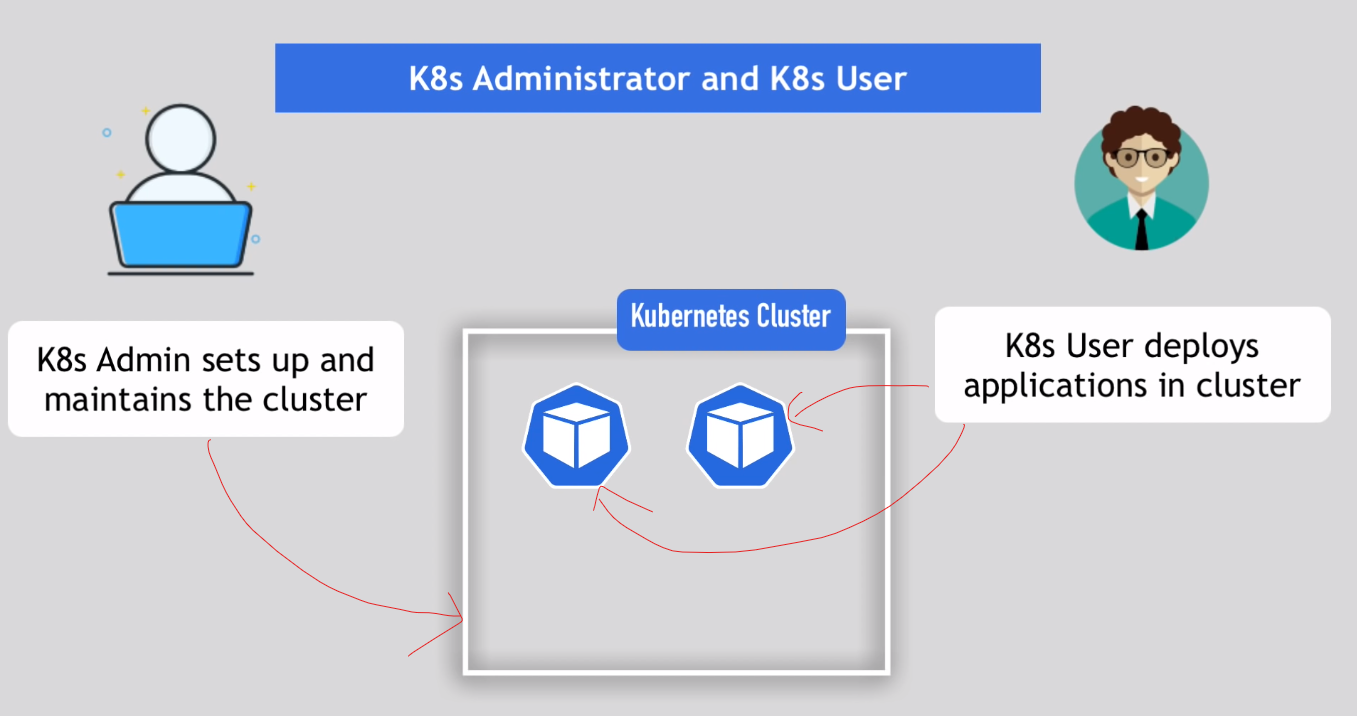 K8s Administrator and K8s User
Kubernetes Cluster
K8s Admin sets up and
maintains the cluster
K8s User deploys
applications in cluster